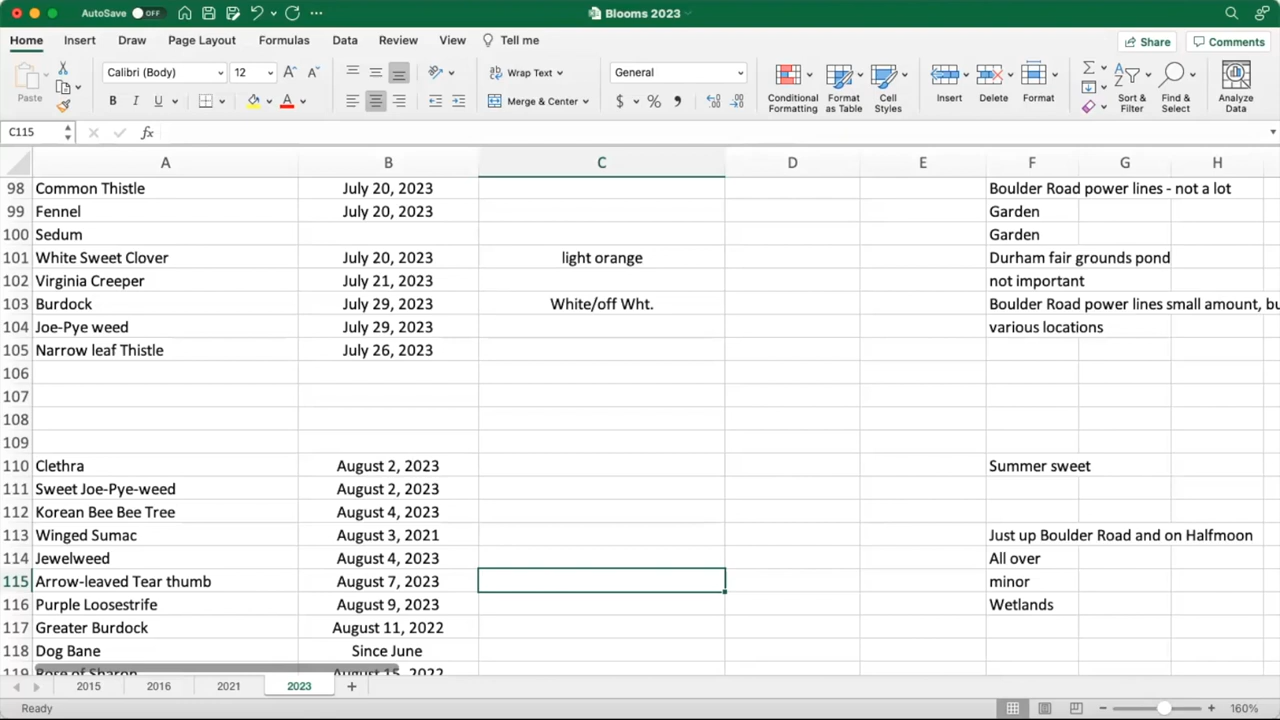 AutoSave OFF Blooms 2023
Home Insert Draw Page Layout Formulas Data Review View Tell me Share Comments
Paste Calibri (Body) 12 Wrap Text General
B I U Merge & Center $ % Conditional Formatting Format as Table Cell Styles Insert Delete Format Sort & Filter Find & Select Analyze Data
C115 fx
A B C D E F G H
98 Common Thistle July 20, 2023 Boulder Road power lines - not a lot
99 Fennel July 20, 2023 Garden
100 Sedum Garden
101 White Sweet Clover July 20, 2023 light orange Durham fair grounds pond
102 Virginia Creeper July 21, 2023 not important
103 Burdock July 29, 2023 White/off Wht. Boulder Road power lines small amount, bu
104 Joe-Pye weed July 29, 2023 various locations
105 Narrow leaf Thistle July 26, 2023
106
107
108
109
110 Clethra August 2, 2023 Summer sweet
111 Sweet Joe-Pye-weed August 2, 2023
112 Korean Bee Bee Tree August 4, 2023
113 Winged Sumac August 3, 2021 Just up Boulder Road and on Halfmoon
114 Jewelweed August 4, 2023 All over
115 Arrow-leaved Tear thumb August 7, 2023 minor
116 Purple Loosestrife August 9, 2023 Wetlands
117 Greater Burdock August 11, 2022
118 Dog Bane Since June
119 Rose of Sharon August 15, 2022
2015 2016 2021 2023
Ready 160%